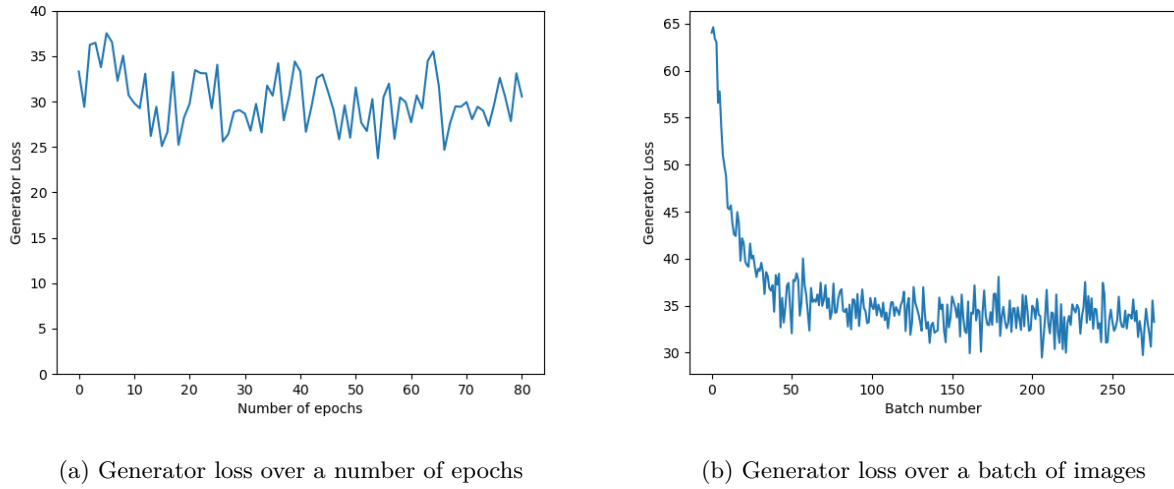 40
35
30
25
20
15
10
5
0
Generator Loss
0 10 20 30 40 50 60 70 80
Number of epochs
(a) Generator loss over a number of epochs
65
60
55
50
45
40
35
30
Generator Loss
0 50 100 150 200 250
Batch number
(b) Generator loss over a batch of images